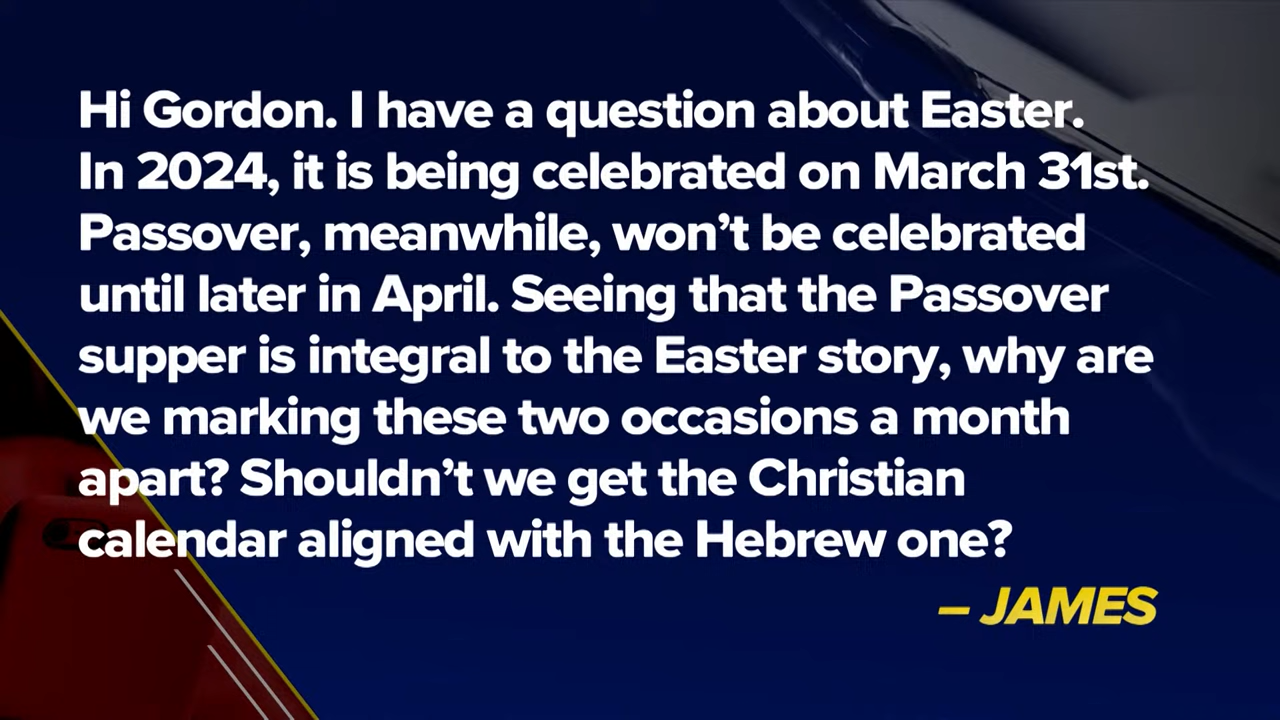 Hi Gordon. I have a question about Easter.
In 2024, it is being celebrated on March 31st.
Passover, meanwhile, won’t be celebrated
until later in April. Seeing that the Passover
supper is integral to the Easter story, why are
we marking these two occasions a month
apart? Shouldn’t we get the Christian
calendar aligned with the Hebrew one?
– JAMES